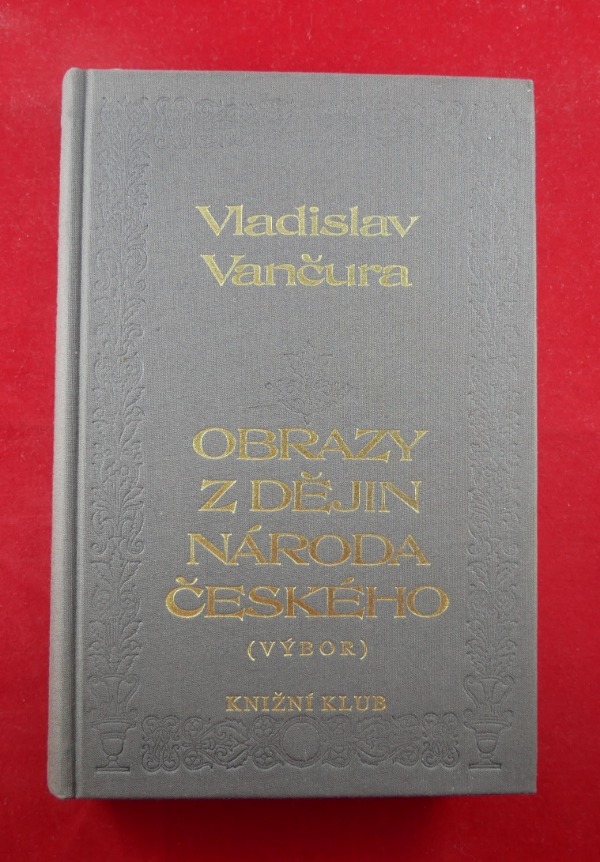 Vladislav
Vančura
OBRAZY
Z DĚJIN
NÁRODA
ČESKÉHO
(VÝBOR)
KNIŽNÍ KLUB